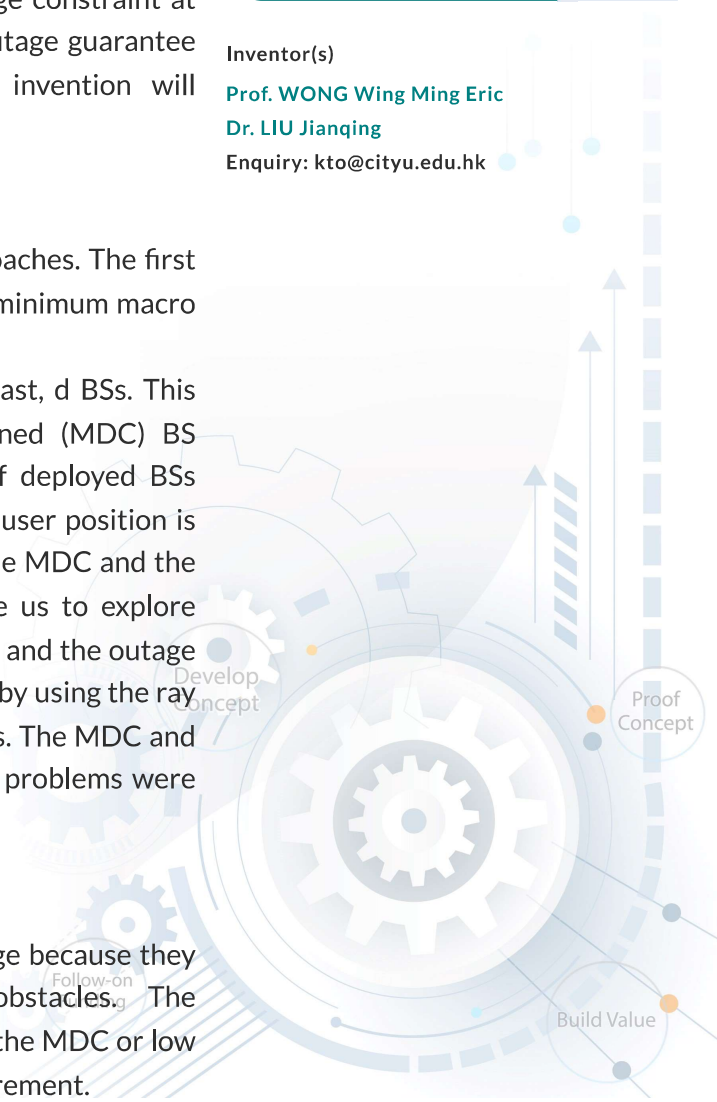 ge constraint at
utage guarantee
invention will
Inventor(s)
Prof. WONG Wing Ming Eric
Dr. LIU Jianqing
Enquiry: kto@cityu.edu.hk
oaches. The first
minimum macro
ast, d BSs. This
ned (MDC) BS
f deployed BSs
user position is
e MDC and the
e us to explore
and the outage
by using the ray
s. The MDC and
problems were
Develop
Concept
Proof
Concept
ge because they
obstacles. The
the MDC or low
rement.
Follow-on
Build Value